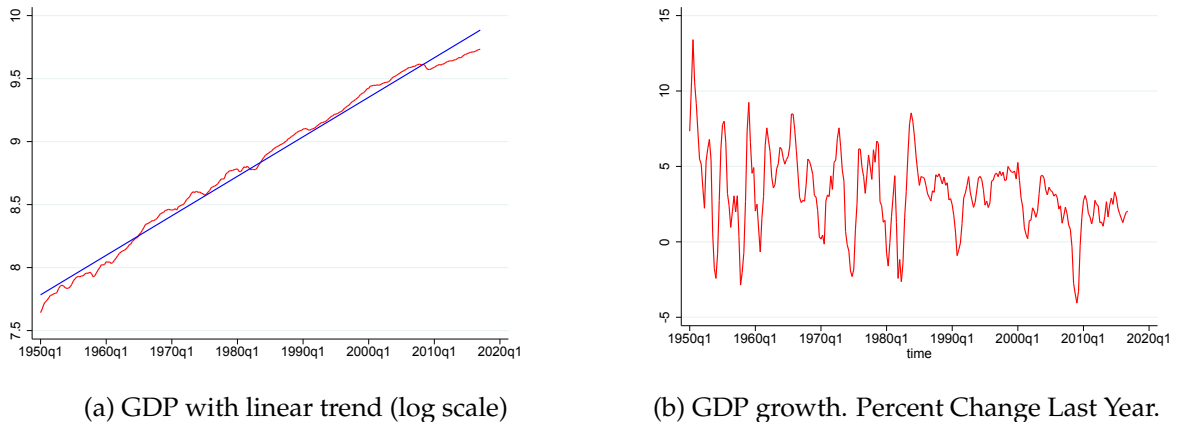 10
9.5
9
8.5
8
7.5
1950q1 1960q1 1970q1 1980q1 1990q1 2000q1 2010q1 2020q1
(a) GDP with linear trend (log scale)
15
10
5
0
-5
1950q1 1960q1 1970q1 1980q1 1990q1 2000q1 2010q1 2020q1
time
(b) GDP growth. Percent Change Last Year.